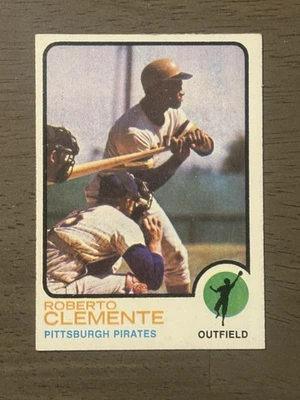 ROBERTO
CLEMENTE
PITTSBURGH PIRATES
OUTFIELD